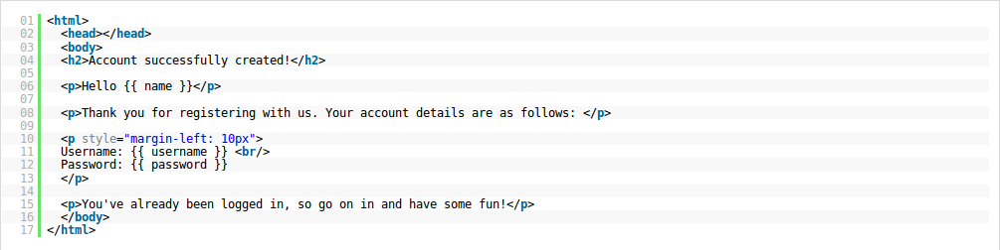 01 <html>
02   <head></head>
03   <body>
04   <h2>Account successfully created!</h2>
05
06   <p>Hello {{ name }}</p>
07
08   <p>Thank you for registering with us. Your account details are as follows: </p>
09
10   <p style="margin-left: 10px">
11   Username: {{ username }} <br/>
12   Password: {{ password }}
13   </p>
14
15   <p>You've already been logged in, so go on in and have some fun!</p>
16   </body>
17 </html>